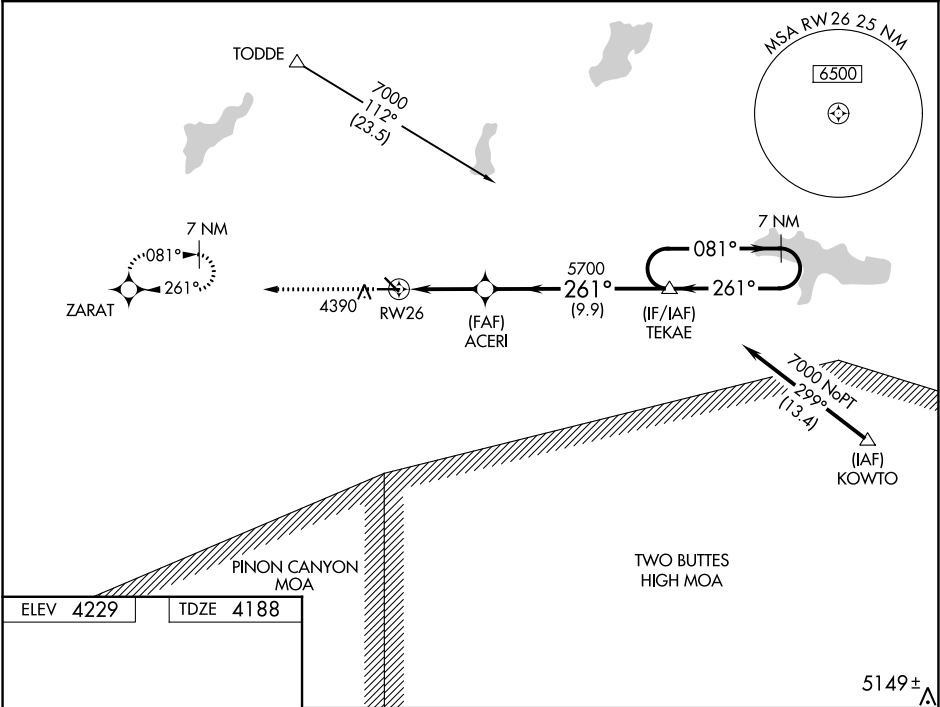 MSA RW 26 25 NM
6500
TODDE
7000
112°
(23.5)
7 NM
081°
261°
ZARAT
4390
RW26
(FAF)
ACERI
5700
261°
(9.9)
(IF/IAF)
TEKAE
7 NM
081°
261°
7000 NoPT
299°
(13.4)
(IAF)
KOWTO
PINON CANYON
MOA
TWO BUTTES
HIGH MOA
ELEV 4229
TDZE 4188
5149±